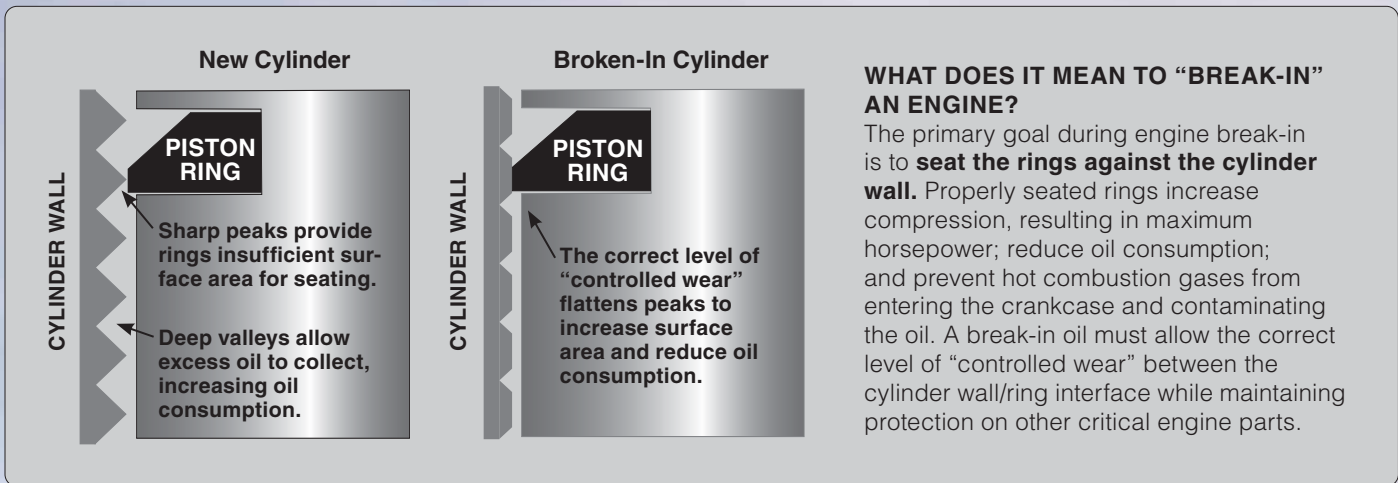 New Cylinder
CYLINDER WALL
PISTON
RING
Sharp peaks provide
rings insufficient sur-
face area for seating.
Deep valleys allow
excess oil to collect,
increasing oil
consumption.
Broken-In Cylinder
CYLINDER WALL
PISTON
RING
The correct level of
“controlled wear”
flattens peaks to
increase surface
area and reduce oil
consumption.
WHAT DOES IT MEAN TO “BREAK-IN”
AN ENGINE?
The primary goal during engine break-in
is to seat the rings against the cylinder
wall. Properly seated rings increase
compression, resulting in maximum
horsepower; reduce oil consumption;
and prevent hot combustion gases from
entering the crankcase and contaminating
the oil. A break-in oil must allow the correct
level of “controlled wear” between the
cylinder wall/ring interface while maintaining
protection on other critical engine parts.